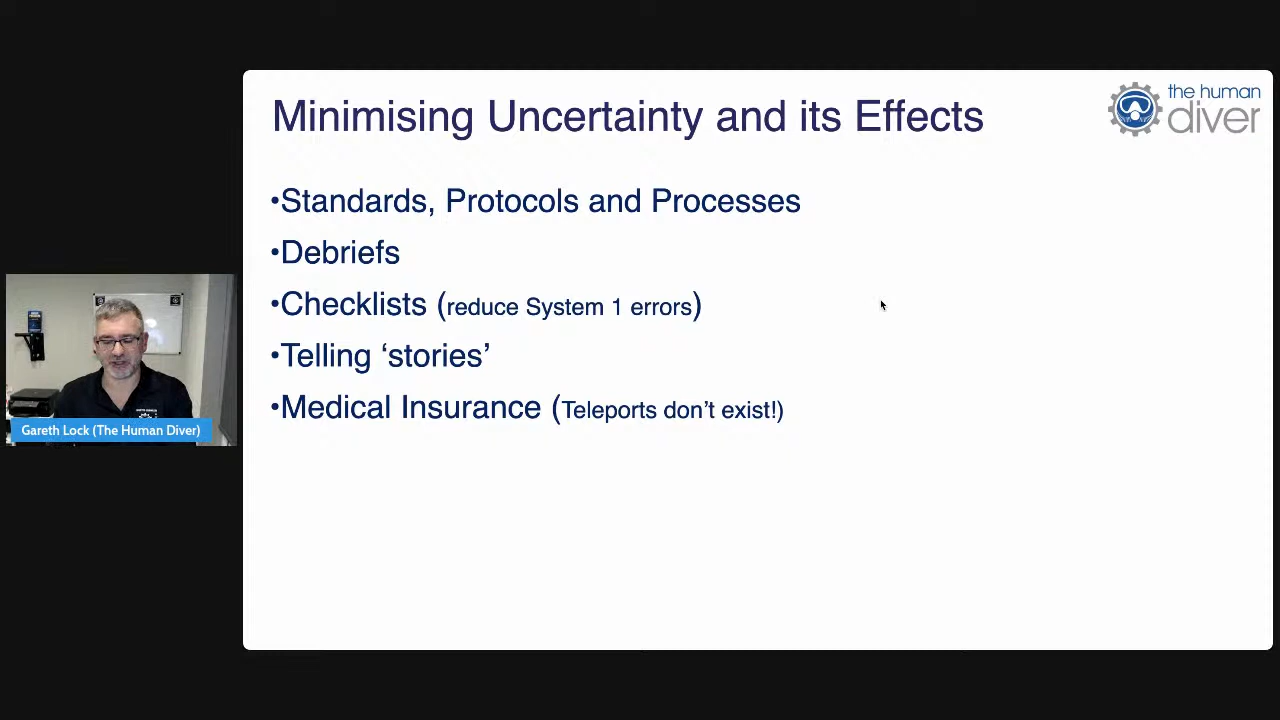 Minimising Uncertainty and its Effects
the human
diver
•Standards, Protocols and Processes
•Debriefs
•Checklists (reduce System 1 errors)
•Telling ‘stories’
•Medical Insurance (Teleports don’t exist!)
Gareth Lock (The Human Diver)